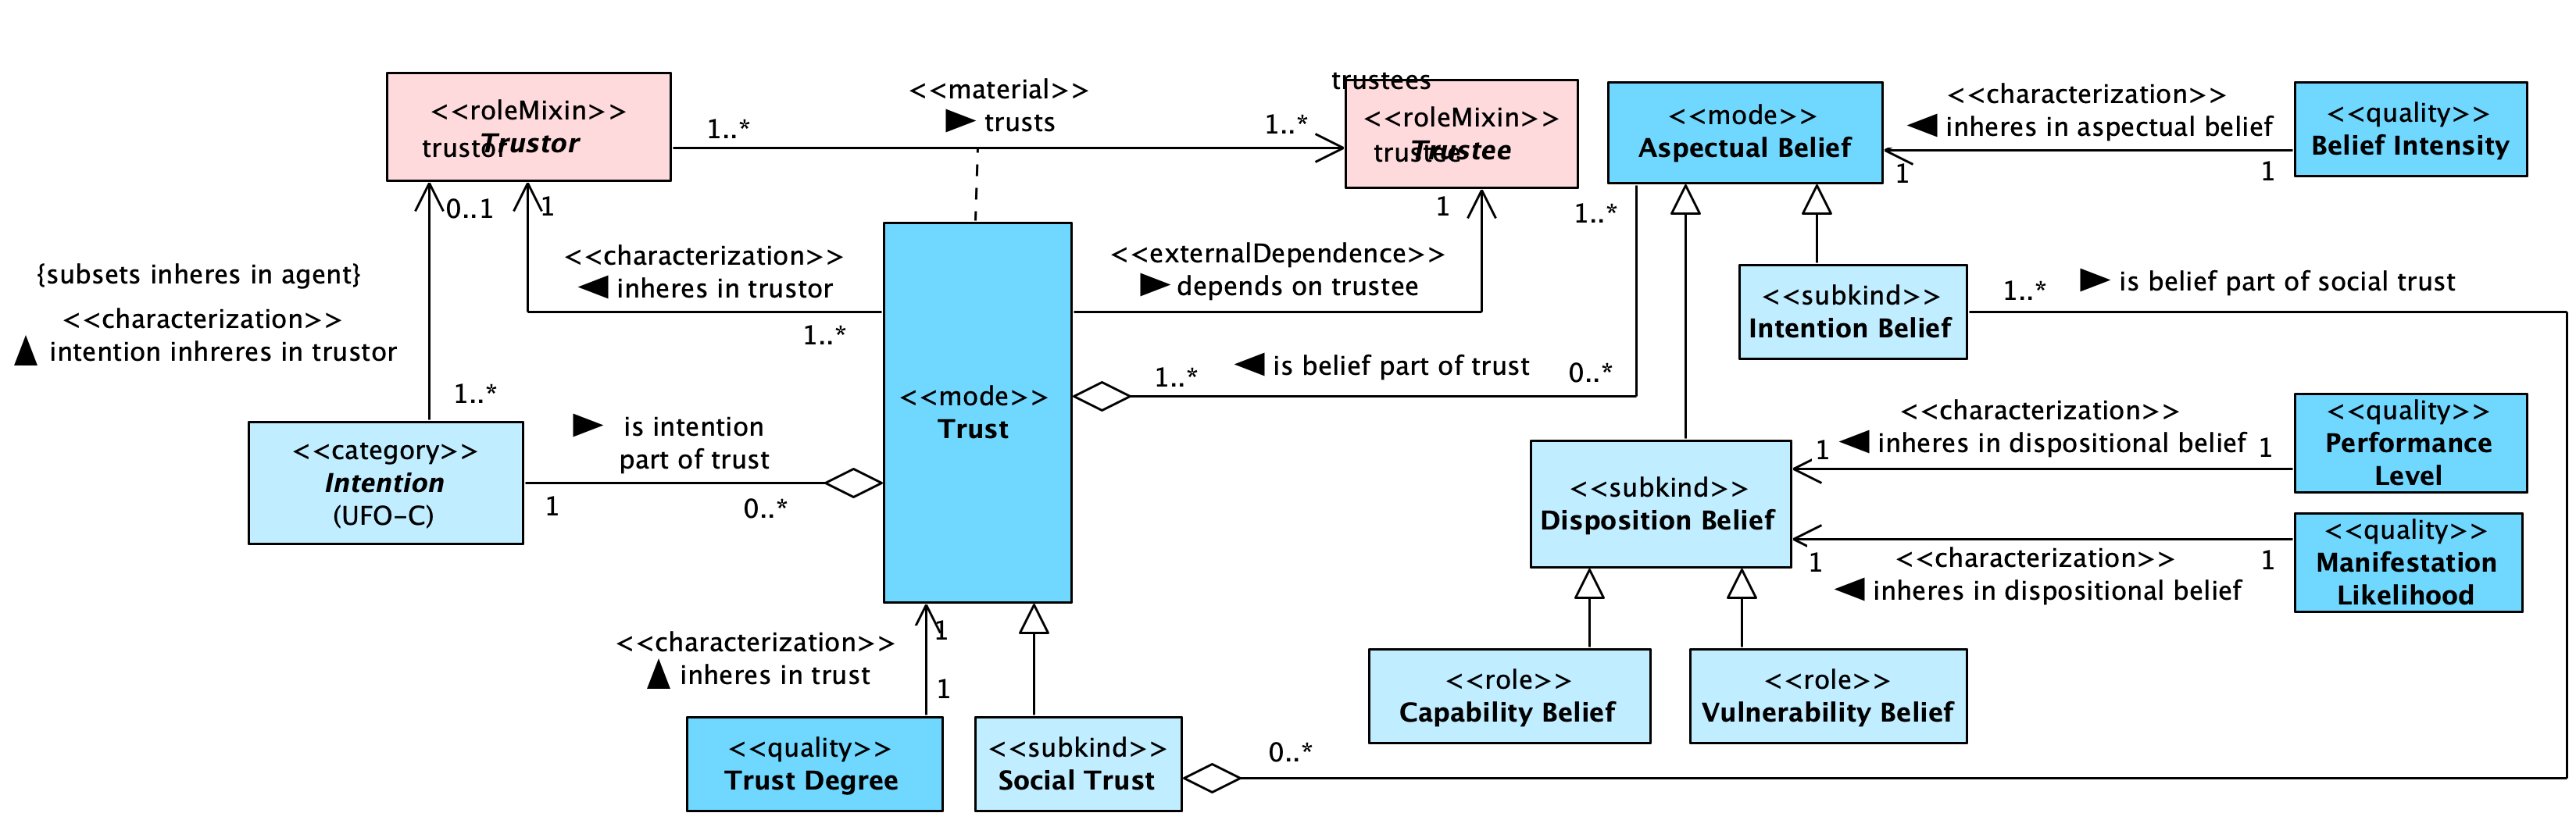 <<roleMixin>>
Trustor
trustor
1..*
<<material>>
► trusts
1..*
trustees
<<roleMixin>>
Trustee
trustee
<<mode>>
Aspectual Belief
<<characterization>>
◄ inheres in aspectual belief
1
1
<<quality>>
Belief Intensity
0..1
1
{subsets inheres in agent}
<<characterization>>
▲ intention inhreres in trustor
1..*
<<characterization>>
◄ inheres in trustor
1..*
<<externalDependence>>
► depends on trustee
1
1..*
◄ is belief part of trust
1..*
0..*
<<subkind>>
Intention Belief
1..*
► is belief part of social trust
<<category>>
Intention
(UFO-C)
► is intention
part of trust
1
0..*
<<mode>>
Trust
<<subkind>>
Disposition Belief
<<characterization>>
◄ inheres in dispositional belief
1
1
<<quality>>
Performance
Level
<<characterization>>
◄ inheres in dispositional belief
1
1
<<quality>>
Manifestation
Likelihood
<<characterization>>
▲ inheres in trust
1
1
<<quality>>
Trust Degree
<<subkind>>
Social Trust
0..*
<<role>>
Capability Belief
<<role>>
Vulnerability Belief